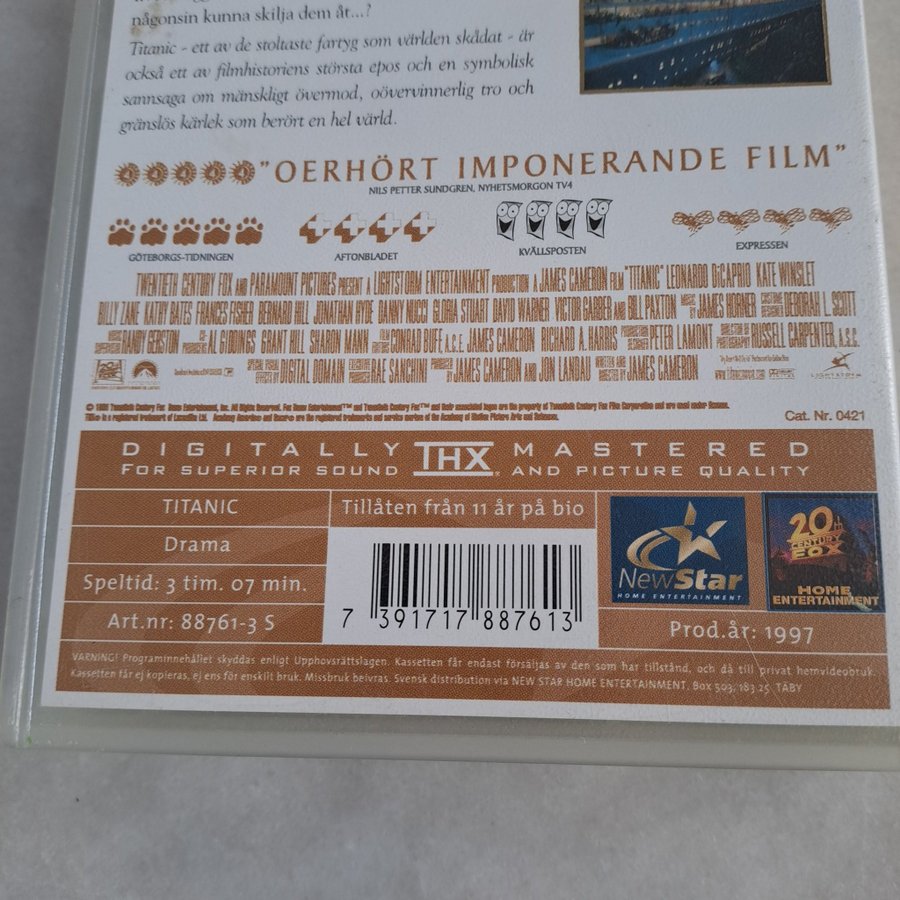 någonsin kunna skilja dem åt...?
Titanic - ett av de stoltaste fartyg som världen skådat - är
också ett av filmhistoriens största epos och en symbolisk
sannsaga om mänskligt övermod, oövervinnerlig tro och
gränslös kärlek som berört en hel värld.
"OERHÖRT IMPONERANDE FILM"
NILS PETTER SUNDGREN, NYHETSMORGON TV4
GÖTEBORGS-TIDNINGEN AFTONBLADET KVÄLLSPOSTEN EXPRESSEN
TWENTIETH CENTURY FOX AND PARAMOUNT PICTURES PRESENT A LIGHTSTORM ENTERTAINMENT PRODUCTION A JAMES CAMERON FILM "TITANIC" LEONARDO DiCAPRIO KATE WINSLET
BILLY ZANE KATHY BATES FRANCES FISHER BERNARD HILL JONATHAN HYDE DANNY NUCCI GLORIA STUART DAVID WARNER VICTOR GARBER AND BILL PAXTON MUSIC BY JAMES HORNER COSTUME DESIGNER DEBORAH L. SCOTT
RANDY GERSTON AL GIDDINGS GRANT HILL SHARON MANN CONRAD BUFF A.C.E. JAMES CAMERON RICHARD A. HARRIS PETER LAMONT RUSSELL CARPENTER, A.S.C.
DIGITAL DOMAIN RAE SANCHINI JAMES CAMERON AND JON LANDAU WRITTEN AND DIRECTED BY JAMES CAMERON
LIGHTSTORM
Cat. Nr. 0421
DIGITALLY THX MASTERED
FOR SUPERIOR SOUND AND PICTURE QUALITY
TITANIC
Drama
Speltid: 3 tim. 07 min.
Art.nr: 88761-3 S
Tillåten från 11 år på bio
7 391717 887613
NewStar
HOME ENTERTAINMENT
20th
CENTURY
FOX
HOME
ENTERTAINMENT
Prod.år: 1997
VARNING! Programinnehållet skyddas enligt Upphovsrättslagen. Kassetten får endast försäljas av den som har tillstånd, och då till privat hemvideobruk.
Kassetten får ej kopieras, ej ens för enskilt bruk. Missbruk beivras. Svensk distribution via NEW STAR HOME ENTERTAINMENT, Box 503, 183 25 TÄBY